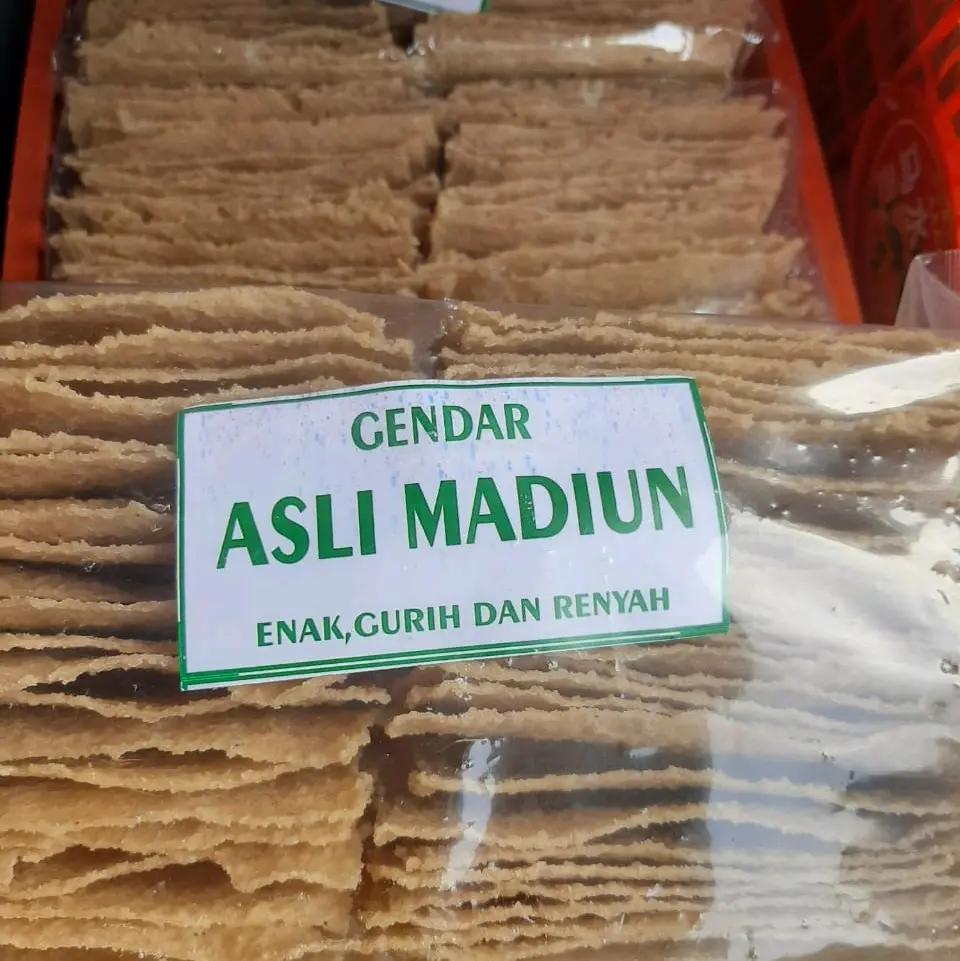 GENDAR
ASLI MADIUN
ENAK,GURIH DAN RENYAH